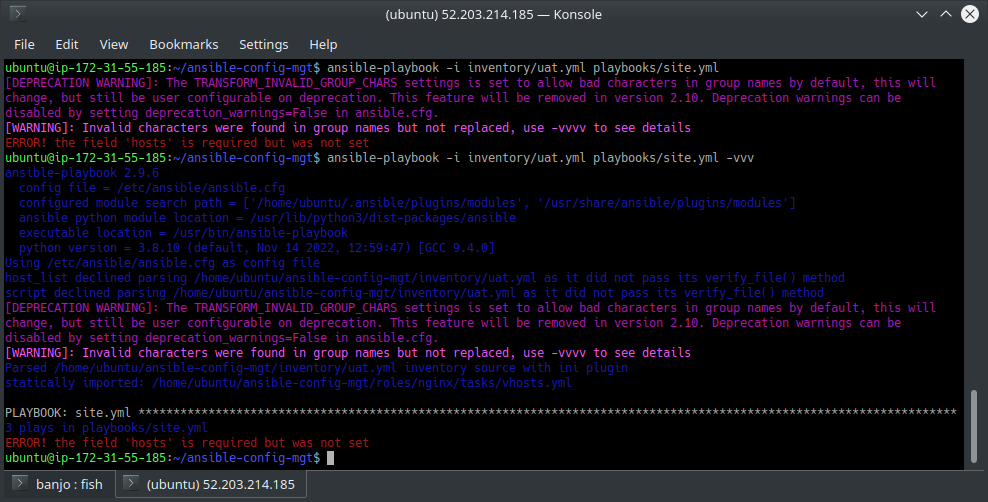 (ubuntu) 52.203.214.185 — Konsole
File Edit View Bookmarks Settings Help
ubuntu@ip-172-31-55-185:~/ansible-config-mgt$ ansible-playbook -i inventory/uat.yml playbooks/site.yml
[DEPRECATION WARNING]: The TRANSFORM_INVALID_GROUP_CHARS settings is set to allow bad characters in group names by default, this will
change, but still be user configurable on deprecation. This feature will be removed in version 2.10. Deprecation warnings can be
disabled by setting deprecation_warnings=False in ansible.cfg.
[WARNING]: Invalid characters were found in group names but not replaced, use -vvvv to see details
ERROR! the field 'hosts' is required but was not set
ubuntu@ip-172-31-55-185:~/ansible-config-mgt$ ansible-playbook -i inventory/uat.yml playbooks/site.yml -vvv
ansible-playbook 2.9.6
  config file = /etc/ansible/ansible.cfg
  configured module search path = ['/home/ubuntu/.ansible/plugins/modules', '/usr/share/ansible/plugins/modules']
  ansible python module location = /usr/lib/python3/dist-packages/ansible
  executable location = /usr/bin/ansible-playbook
  python version = 3.8.10 (default, Nov 14 2022, 12:59:47) [GCC 9.4.0]
Using /etc/ansible/ansible.cfg as config file
host_list declined parsing /home/ubuntu/ansible-config-mgt/inventory/uat.yml as it did not pass its verify_file() method
script declined parsing /home/ubuntu/ansible-config-mgt/inventory/uat.yml as it did not pass its verify_file() method
[DEPRECATION WARNING]: The TRANSFORM_INVALID_GROUP_CHARS settings is set to allow bad characters in group names by default, this will
change, but still be user configurable on deprecation. This feature will be removed in version 2.10. Deprecation warnings can be
disabled by setting deprecation_warnings=False in ansible.cfg.
[WARNING]: Invalid characters were found in group names but not replaced, use -vvvv to see details
Parsed /home/ubuntu/ansible-config-mgt/inventory/uat.yml inventory source with ini plugin
statically imported: /home/ubuntu/ansible-config-mgt/roles/nginx/tasks/vhosts.yml
PLAYBOOK: site.yml *********************************************************************************************************************
3 plays in playbooks/site.yml
ERROR! the field 'hosts' is required but was not set
ubuntu@ip-172-31-55-185:~/ansible-config-mgt$
banjo : fish (ubuntu) 52.203.214.185